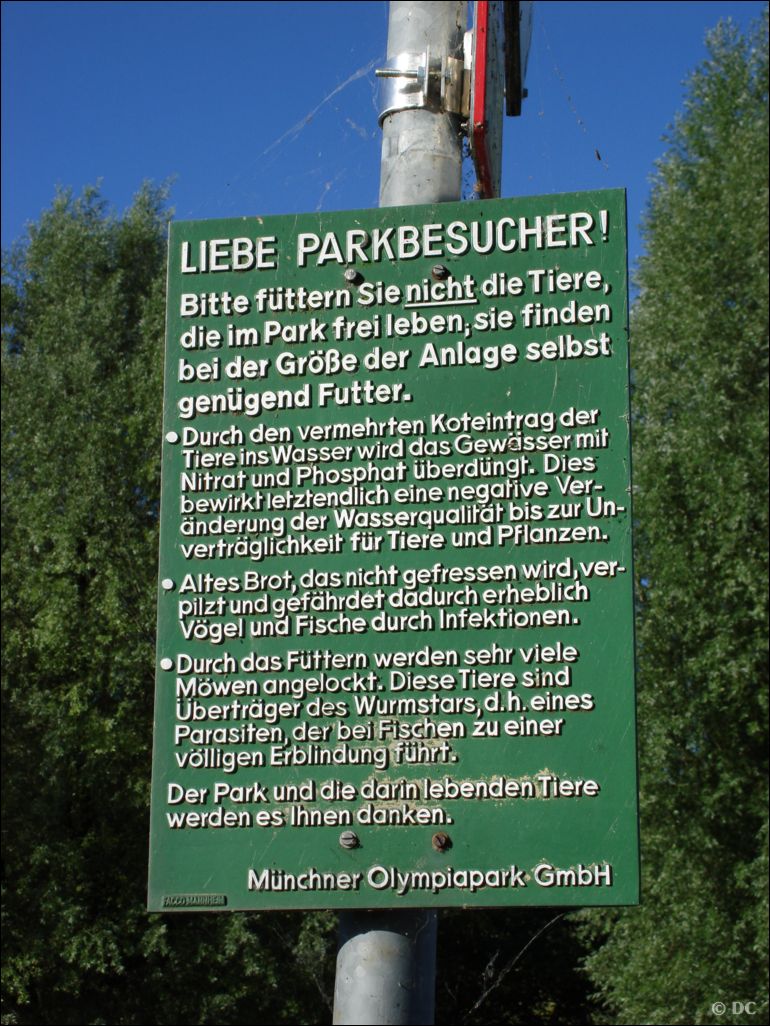 LIEBE PARKBESUCHER!
Bitte füttern Sie nicht die Tiere,
die im Park frei leben, sie finden
bei der Größe der Anlage selbst
genügend Futter.
• Durch den vermehrten Koteintrag der
Tiere ins Wasser wird das Gewässer mit
Nitrat und Phosphat überdüngt. Dies
bewirkt letztendlich eine negative Ver-
änderung der Wasserqualität bis zur Un-
verträglichkeit für Tiere und Pflanzen.
• Altes Brot, das nicht gefressen wird, ver-
pilzt und gefährdet dadurch erheblich
Vögel und Fische durch Infektionen.
• Durch das Füttern werden sehr viele
Möwen angelockt. Diese Tiere sind
Überträger des Wurmstars, d.h. eines
Parasiten, der bei Fischen zu einer
völligen Erblindung führt.
Der Park und die darin lebenden Tiere
werden es Ihnen danken.
Münchner Olympiapark GmbH
FACCO MANNHEIM
© DC